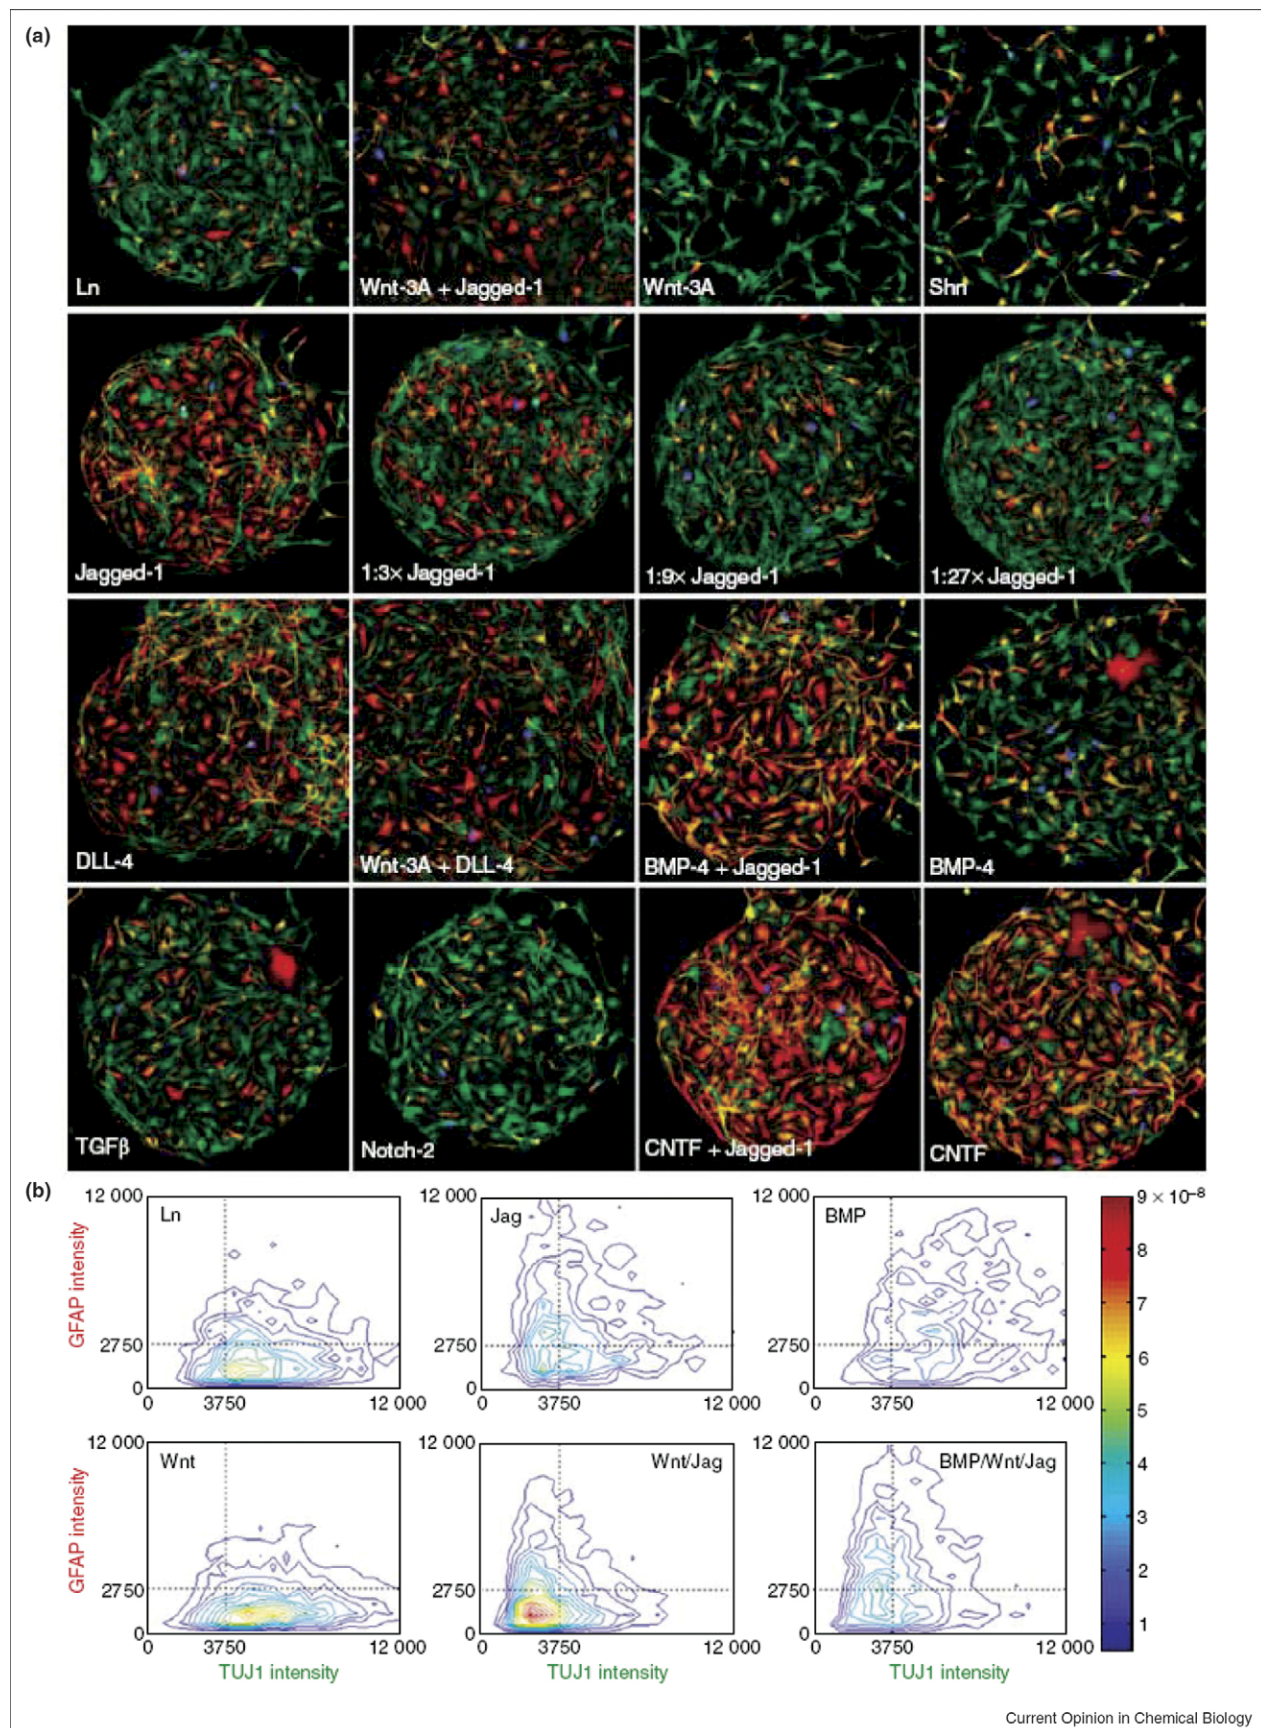 (a)
Ln
Wnt-3A + Jagged-1
Wnt-3A
Shh
Jagged-1
1:3× Jagged-1
1:9× Jagged-1
1:27× Jagged-1
DLL-4
Wnt-3A + DLL-4
BMP-4 + Jagged-1
BMP-4
TGFβ
Notch-2
CNTF + Jagged-1
CNTF
(b)
GFAP intensity
12 000
2750
0
Ln
0 3750 12 000
12 000
2750
0
Jag
0 3750 12 000
12 000
2750
0
BMP
0 3750 12 000
GFAP intensity
12 000
2750
0
Wnt
0 3750 12 000
TUJ1 intensity
12 000
2750
0
Wnt/Jag
0 3750 12 000
12 000
2750
0
BMP/Wnt/Jag
0 3750 12 000
TUJ1 intensity
9 × 10⁻⁸
8
7
6
5
4
3
2
1
Current Opinion in Chemical Biology